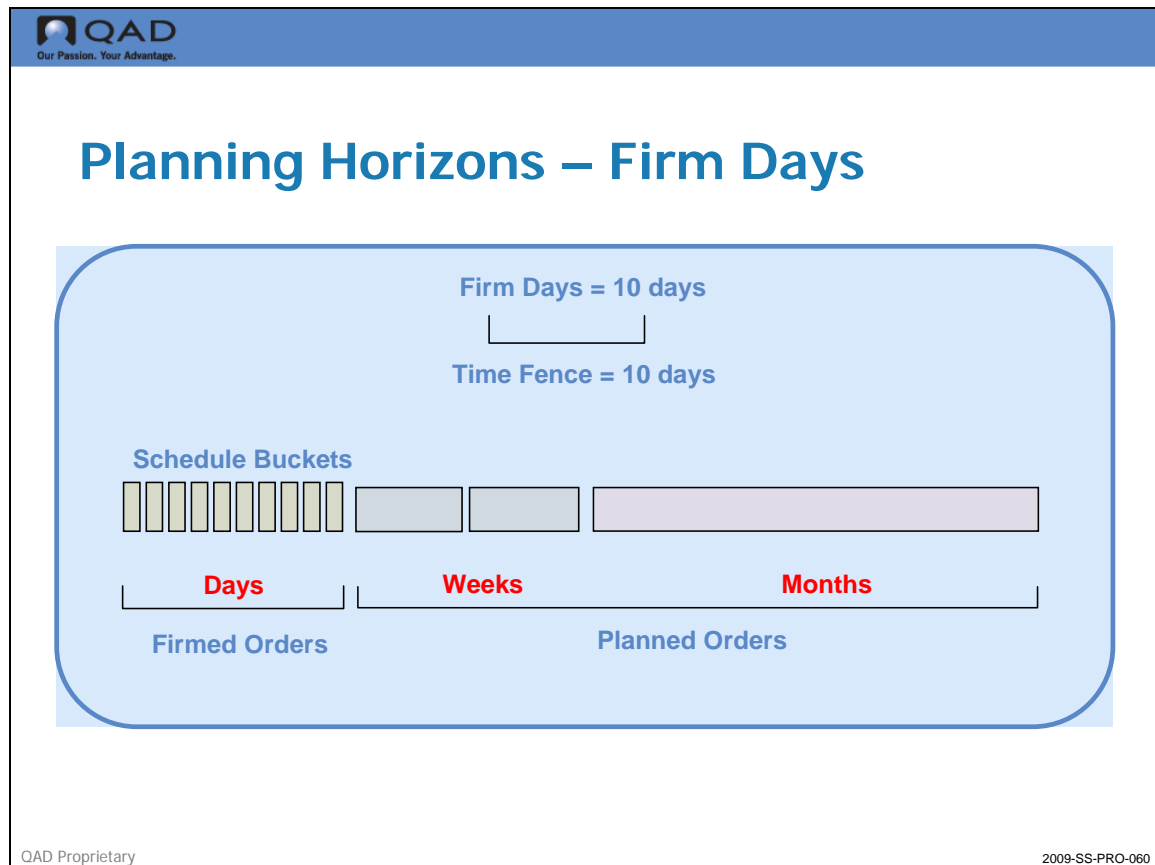 QAD
Our Passion. Your Advantage.
Planning Horizons – Firm Days
Firm Days = 10 days
Time Fence = 10 days
Schedule Buckets
Days
Weeks
Months
Firmed Orders
Planned Orders
QAD Proprietary
2009-SS-PRO-060